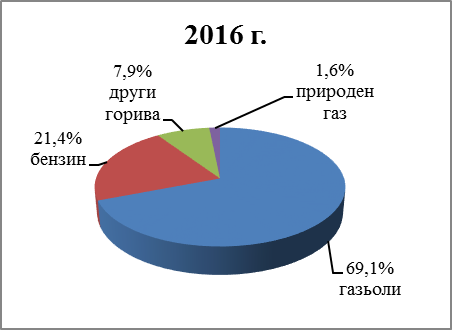 2016 г.
7,9%
други
горива
1,6%
природен
газ
21,4%
бензин
69,1%
газьоли